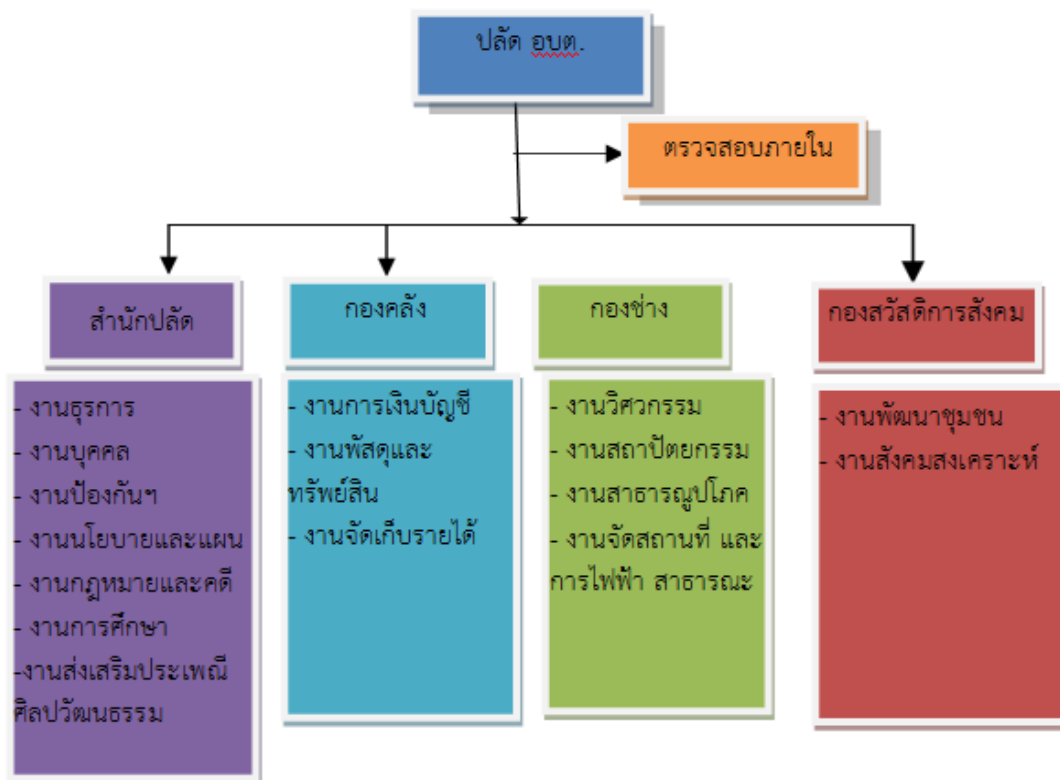 ปลัด อบต.
ตรวจสอบภายใน
สำนักปลัด
- งานธุรการ
- งานบุคคล
- งานป้องกันฯ
- งานนโยบายและแผน
- งานกฎหมายและคดี
- งานการศึกษา
-งานส่งเสริมประเพณี
ศิลปวัฒนธรรม
กองคลัง
- งานการเงินบัญชี
- งานพัสดุและ
ทรัพย์สิน
- งานจัดเก็บรายได้
กองช่าง
- งานวิศวกรรม
- งานสถาปัตยกรรม
- งานสาธารณูปโภค
- งานจัดสถานที่ และ
การไฟฟ้า สาธารณะ
กองสวัสดิการสังคม
- งานพัฒนาชุมชน
- งานสังคมสงเคราะห์